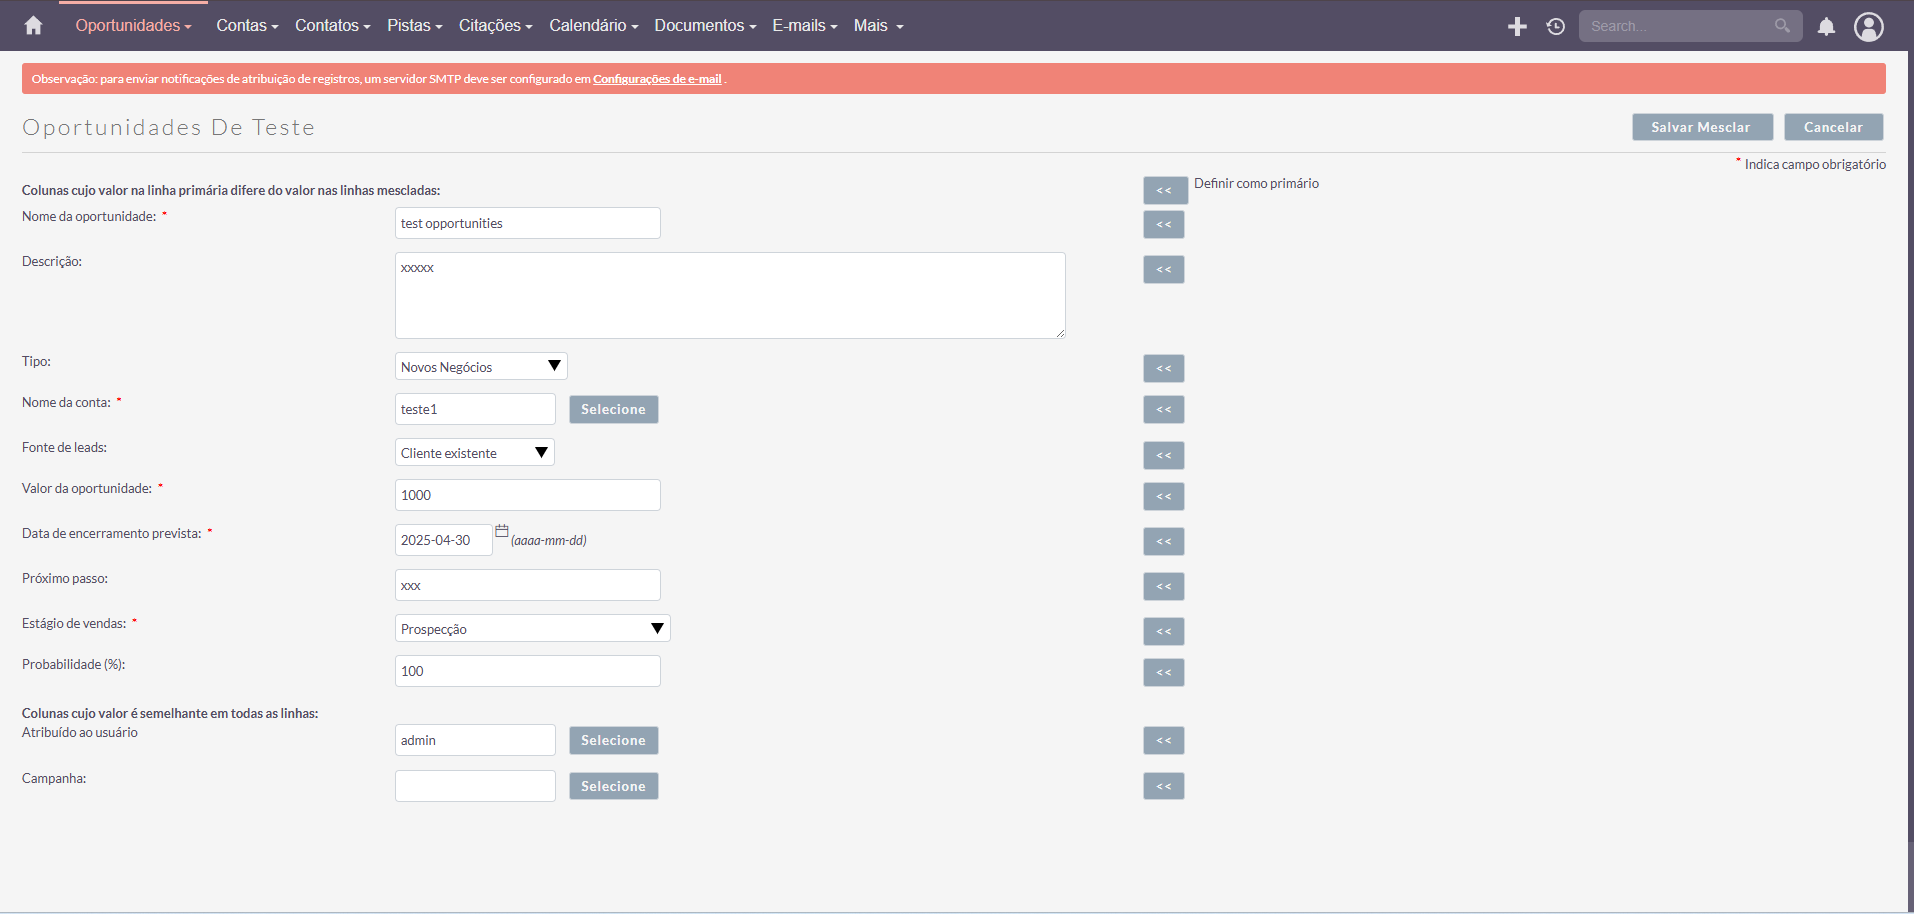 Oportunidades Contas Contatos Pistas Citações Calendário Documentos E-mails Mais Search...
Observação: para enviar notificações de atribuição de registros, um servidor SMTP deve ser configurado em Configurações de e-mail .
Oportunidades De Teste Salvar Mesclar Cancelar
* Indica campo obrigatório
Colunas cujo valor na linha primária difere do valor nas linhas mescladas: << Definir como primário
Nome da oportunidade: * test opportunities <<
Descrição: xxxxx <<
Tipo: Novos Negócios <<
Nome da conta: * teste1 Selecione <<
Fonte de leads: Cliente existente <<
Valor da oportunidade: * 1000 <<
Data de encerramento prevista: * 2025-04-30 (aaaa-mm-dd) <<
Próximo passo: xxx <<
Estágio de vendas: * Prospecção <<
Probabilidade (%): 100 <<
Colunas cujo valor é semelhante em todas as linhas:
Atribuído ao usuário admin Selecione <<
Campanha: Selecione <<